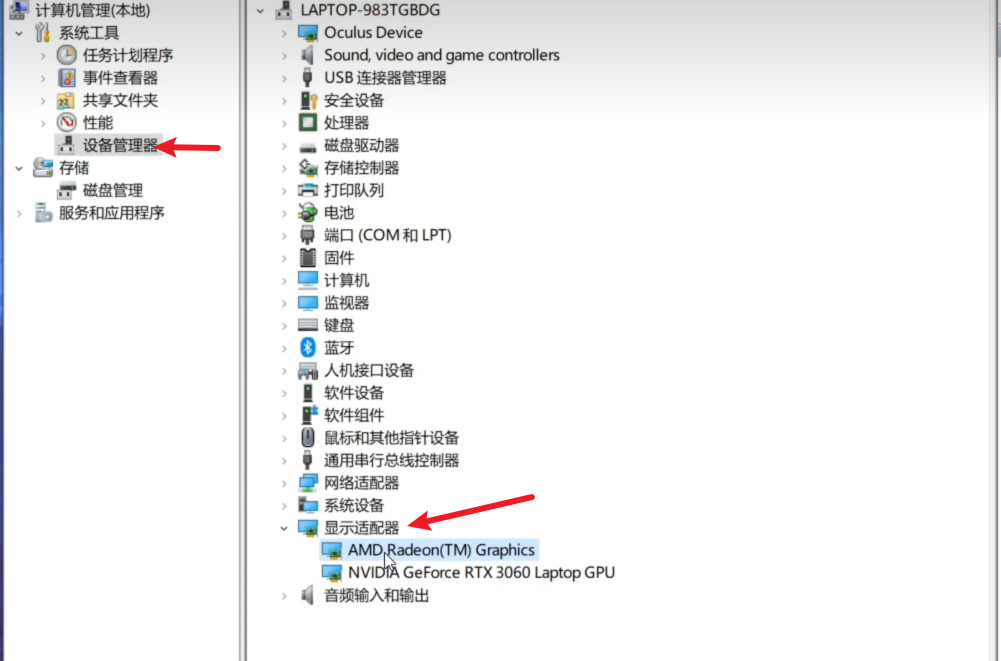 计算机管理(本地)
系统工具
任务计划程序
事件查看器
共享文件夹
性能
设备管理器
存储
磁盘管理
服务和应用程序
LAPTOP-983TGBDG
Oculus Device
Sound, video and game controllers
USB 连接器管理器
安全设备
处理器
磁盘驱动器
存储控制器
打印队列
电池
端口 (COM 和 LPT)
固件
计算机
监视器
键盘
蓝牙
人机接口设备
软件设备
软件组件
鼠标和其他指针设备
通用串行总线控制器
网络适配器
系统设备
显示适配器
AMD Radeon(TM) Graphics
NVIDIA GeForce RTX 3060 Laptop GPU
音频输入和输出